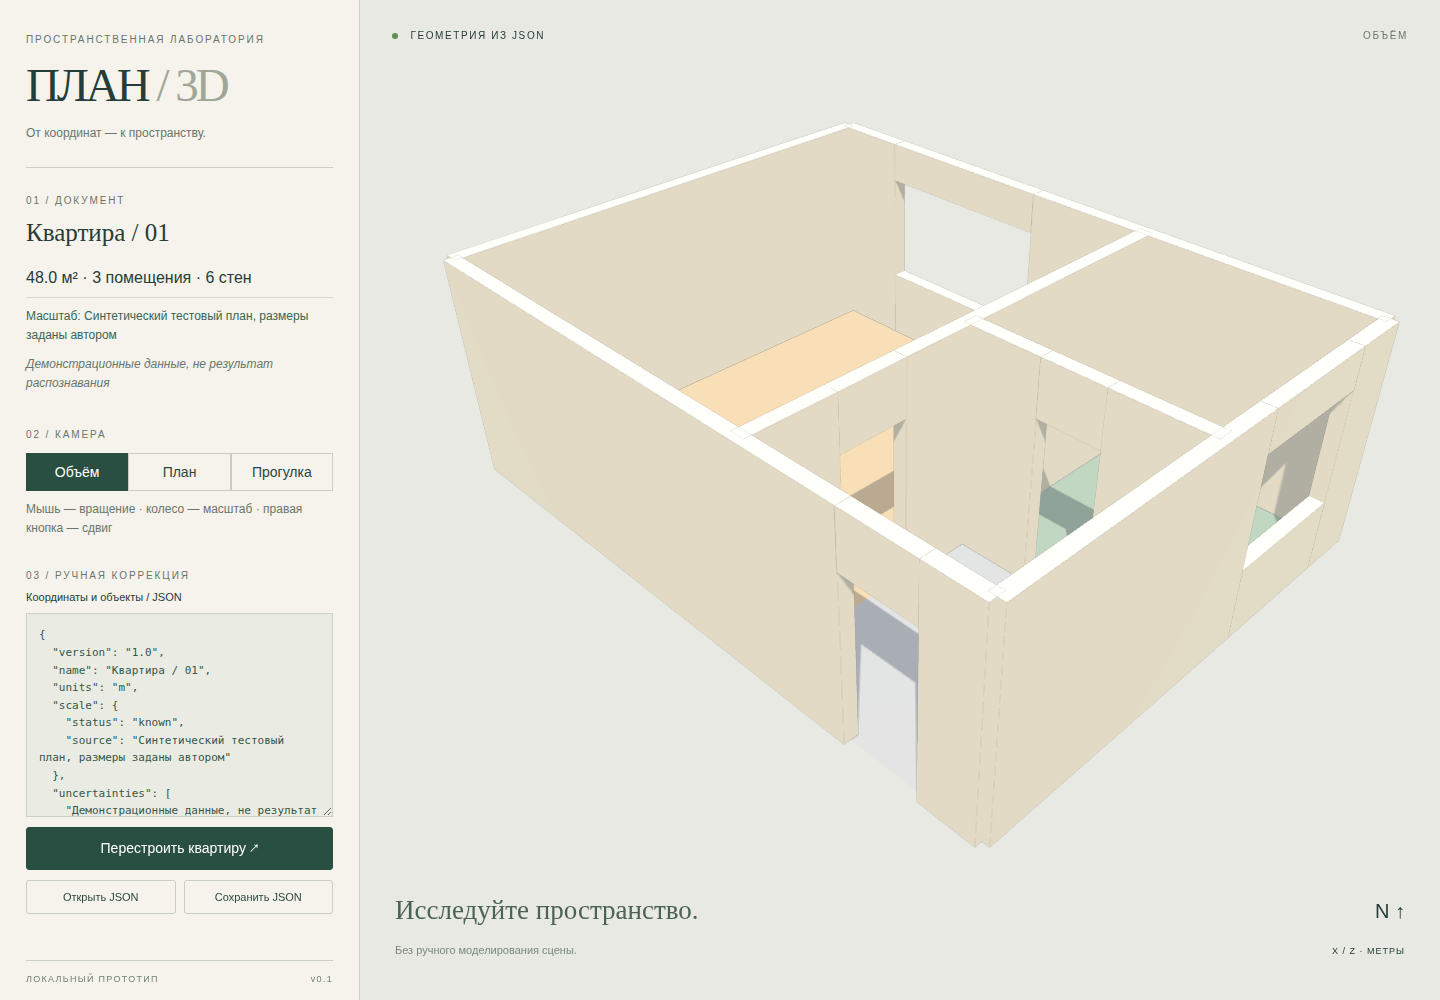 ПРОСТРАНСТВЕННАЯ ЛАБОРАТОРИЯ
ПЛАН / 3D
От координат — к пространству.
01 / ДОКУМЕНТ
Квартира / 01
48.0 м² · 3 помещения · 6 стен
Масштаб: Синтетический тестовый план, размеры
заданы автором
Демонстрационные данные, не результат
распознавания
02 / КАМЕРА
Объём План Прогулка
Мышь — вращение · колесо — масштаб · правая
кнопка — сдвиг
03 / РУЧНАЯ КОРРЕКЦИЯ
Координаты и объекты / JSON
{
"version": "1.0",
"name": "Квартира / 01",
"units": "m",
"scale": {
"status": "known",
"source": "Синтетический тестовый
план, размеры заданы автором"
},
"uncertainties": [
"Демонстрационные данные, не результат
Перестроить квартиру ↗
Открыть JSON Сохранить JSON
ЛОКАЛЬНЫЙ ПРОТОТИП v0.1
ГЕОМЕТРИЯ ИЗ JSON ОБЪЁМ
Исследуйте пространство. N ↑
Без ручного моделирования сцены. X / Z · МЕТРЫ